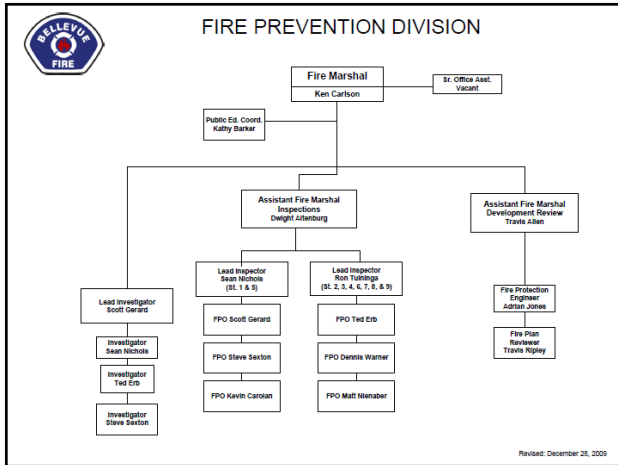 BELLEVUE
FIRE
FIRE PREVENTION DIVISION
Fire Marshal
Ken Carlson
Sr. Office Asst.
Vacant
Public Ed. Coord.
Kathy Barker
Assistant Fire Marshal
Inspections
Dwight Altenburg
Assistant Fire Marshal
Development Review
Travis Allen
Lead Inspector
Sean Nichols
(St. 1 & 5)
Lead Inspector
Ron Tuininga
(St. 2, 3, 4, 6, 7, 8, & 9)
Lead Investigator
Scott Gerard
Fire Protection
Engineer
Adrian Jones
FPO Scott Gerard
FPO Ted Erb
Investigator
Sean Nichols
Fire Plan
Reviewer
Travis Ripley
FPO Steve Sexton
FPO Dennis Warner
Investigator
Ted Erb
FPO Kevin Carolan
FPO Matt Nienaber
Investigator
Steve Sexton
Revised: December 28, 2009